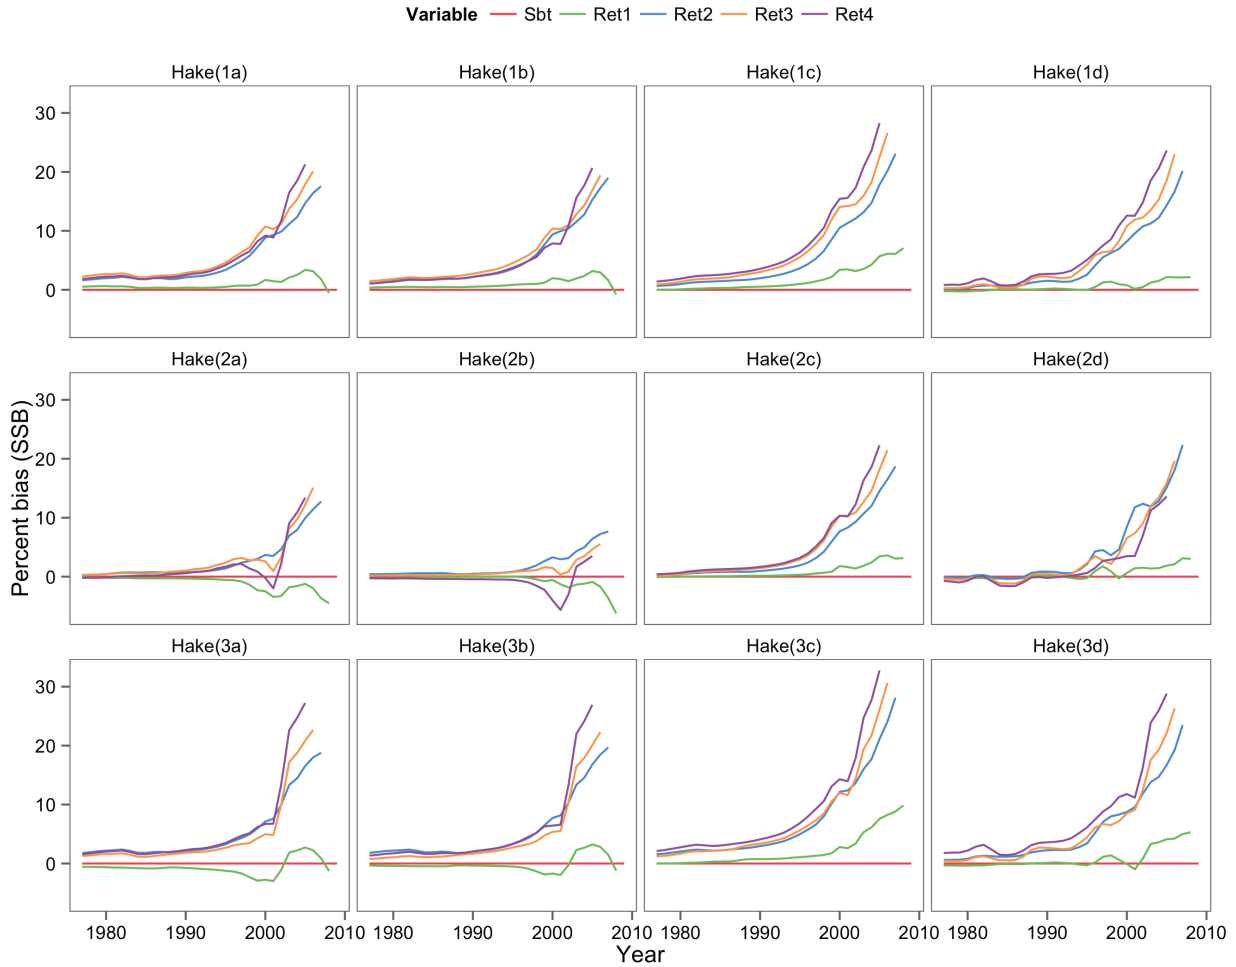 Variable Sbt Ret1 Ret2 Ret3 Ret4
Hake(1a) Hake(1b) Hake(1c) Hake(1d)
30
20
10
0
Hake(2a) Hake(2b) Hake(2c) Hake(2d)
30
20
10
0
Percent bias (SSB)
Hake(3a) Hake(3b) Hake(3c) Hake(3d)
30
20
10
0
1980 1990 2000 2010 1980 1990 2000 2010 1980 1990 2000 2010 1980 1990 2000 2010
Year